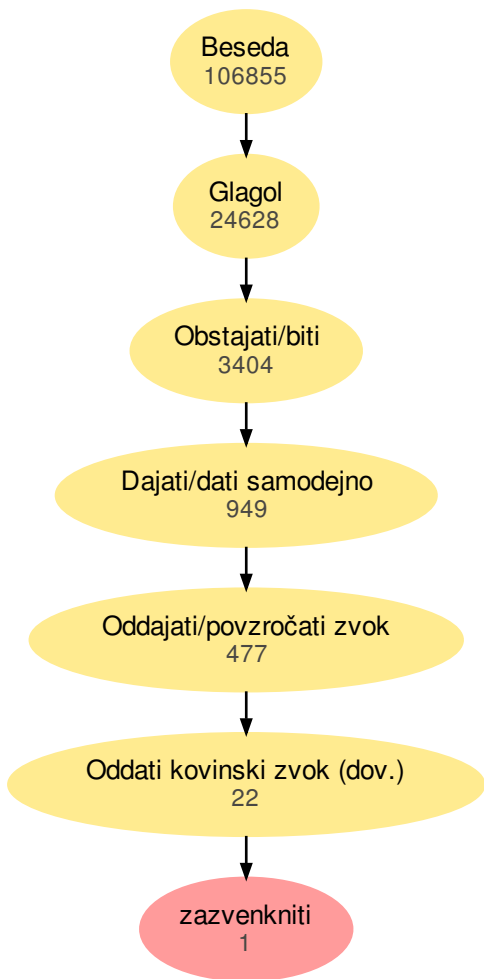 Beseda
106855
Glagol
24628
Obstajati/biti
3404
Dajati/dati samodejno
949
Oddajati/povzročati zvok
477
Oddati kovinski zvok (dov.)
22
zazvenkniti
1